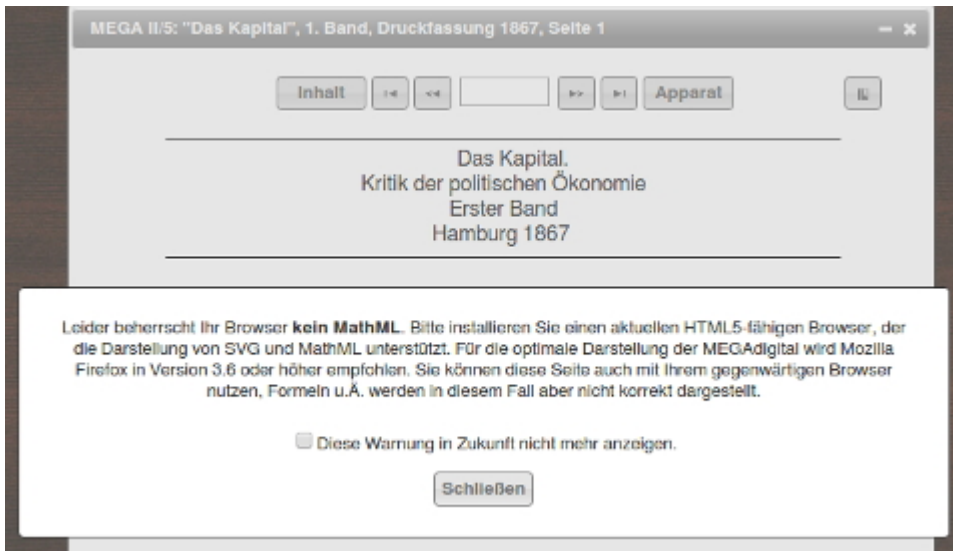 MEGA II/5: "Das Kapital", 1. Band, Druckfassung 1867, Seite 1
Inhalt
Apparat
Das Kapital.
Kritik der politischen Ökonomie
Erster Band
Hamburg 1867
Leider beherrscht Ihr Browser kein MathML. Bitte installieren Sie einen aktuellen HTML5-fähigen Browser, der
die Darstellung von SVG und MathML unterstützt. Für die optimale Darstellung der MEGAdigital wird Mozilla
Firefox in Version 3.6 oder höher empfohlen. Sie können diese Seite auch mit Ihrem gegenwärtigen Browser
nutzen, Formeln u.Ä. werden in diesem Fall aber nicht korrekt dargestellt.
Diese Warnung in Zukunft nicht mehr anzeigen.
Schließen